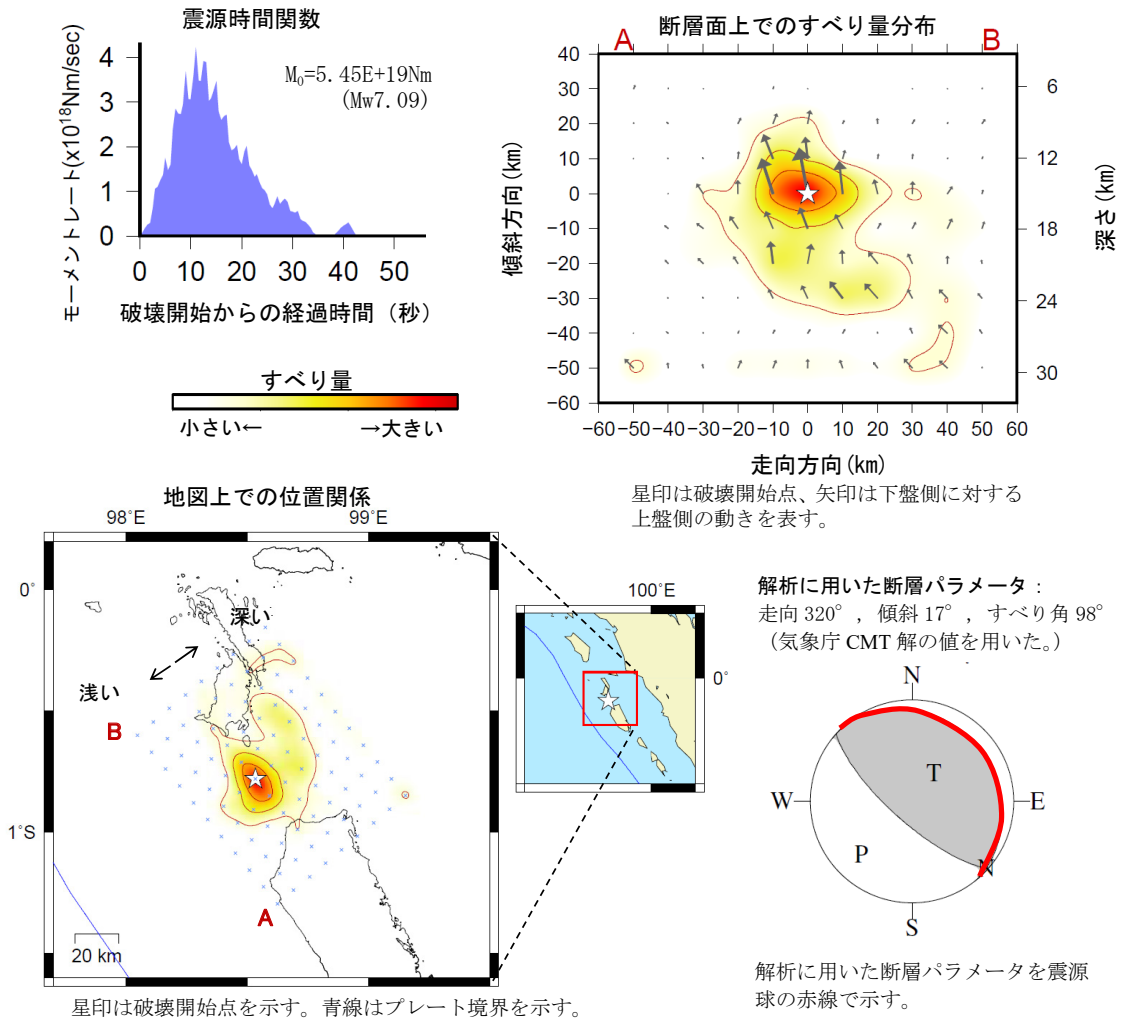 震源時間関数
モーメントレート(x10¹⁸Nm/sec)
4
3
2
1
0
M₀=5.45E+19Nm
(Mw7.09)
0 10 20 30 40 50
破壊開始からの経過時間（秒）
すべり量
小さい← →大きい
断層面上でのすべり量分布
A B
傾斜方向(km)
40
30
20
10
0
−10
−20
−30
−40
−50
−60
6
12
18
24
30
深さ(km)
−60 −50 −40 −30 −20 −10 0 10 20 30 40 50 60
走向方向(km)
星印は破壊開始点、矢印は下盤側に対する
上盤側の動きを表す。
地図上での位置関係
98˚E 99˚E
0˚
1˚S
深い
浅い
B
A
20 km
100˚E
0˚
星印は破壊開始点を示す。青線はプレート境界を示す。
解析に用いた断層パラメータ：
走向 320° ，傾斜 17° ，すべり角 98°
（気象庁 CMT 解の値を用いた。）
N
T
W E
P
N
S
解析に用いた断層パラメータを震源
球の赤線で示す。